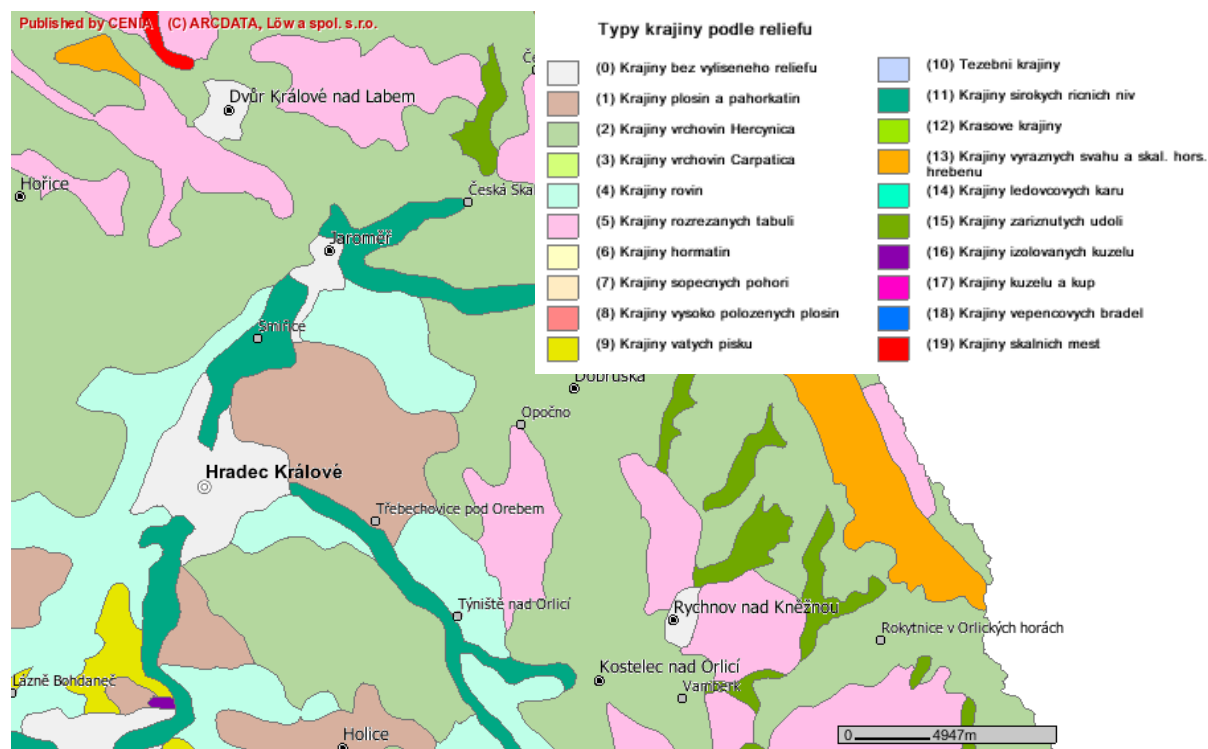 Published by CENIA (C) ARCDATA, Löw a spol. s.r.o.
Typy krajiny podle reliefu
(0) Krajiny bez vyliseneho reliefu
(1) Krajiny plosin a pahorkatin
(2) Krajiny vrchovin Hercynica
(3) Krajiny vrchovin Carpatica
(4) Krajiny rovin
(5) Krajiny rozrezanych tabuli
(6) Krajiny hormatin
(7) Krajiny sopecnych pohori
(8) Krajiny vysoko polozenych plosin
(9) Krajiny vatych pisku
(10) Tezebni krajiny
(11) Krajiny sirokych ricnich niv
(12) Krasove krajiny
(13) Krajiny vyraznych svahu a skal. hors.
hrebenu
(14) Krajiny ledovcovych karu
(15) Krajiny zariznutych udoli
(16) Krajiny izolovanych kuzelu
(17) Krajiny kuzelu a kup
(18) Krajiny vepencovych bradel
(19) Krajiny skalnich mest
Dvůr Králové nad Labem
Hořice
Česká Ska
Jaroměř
Smiřice
Dobruška
Opočno
Hradec Králové
Třebechovice pod Orebem
Týniště nad Orlicí
Rychnov nad Kněžnou
Rokytnice v Orlických horách
Kostelec nad Orlicí
Vamberk
Lázně Bohdaneč
Holice
0 4947m